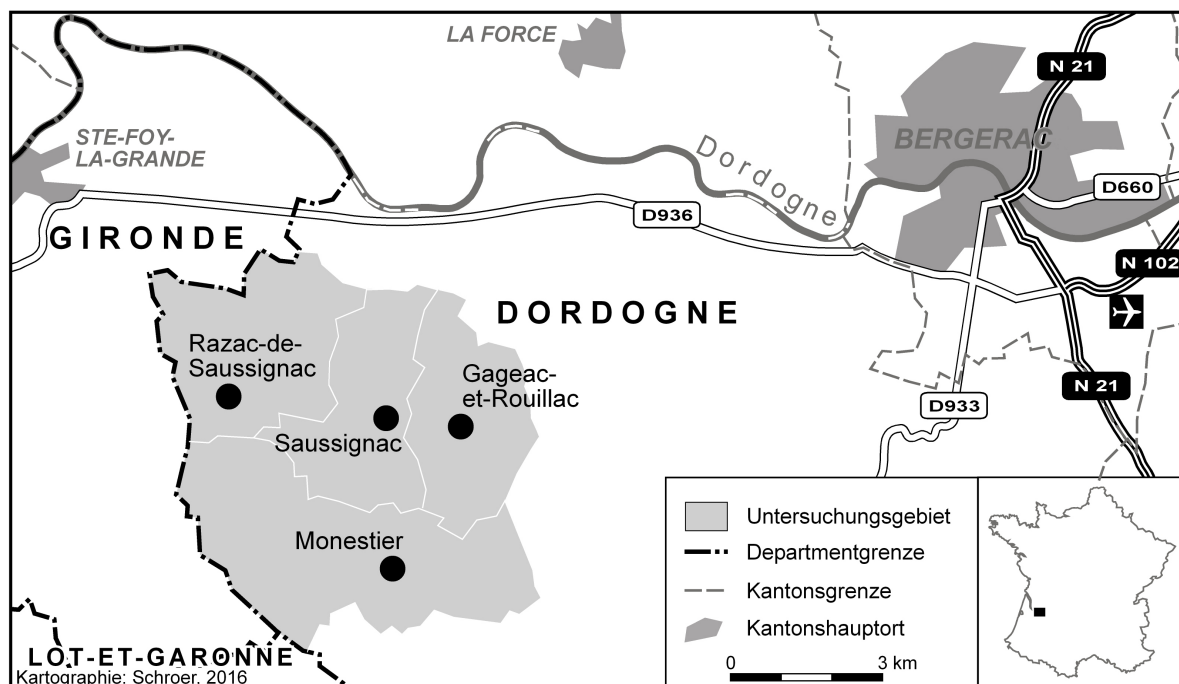 LA FORCE
N 21
STE-FOY-
LA-GRANDE
BERGERAC
Dordogne
D660
D936
GIRONDE
N 102
DORDOGNE
Razac-de-
Saussignac
Gageac-
et-Rouillac
N 21
D933
Saussignac
Monestier
Untersuchungsgebiet
Departmentgrenze
Kantonsgrenze
Kantonshauptort
0 3 km
LOT-ET-GARONNE
Kartographie: Schroer, 2016